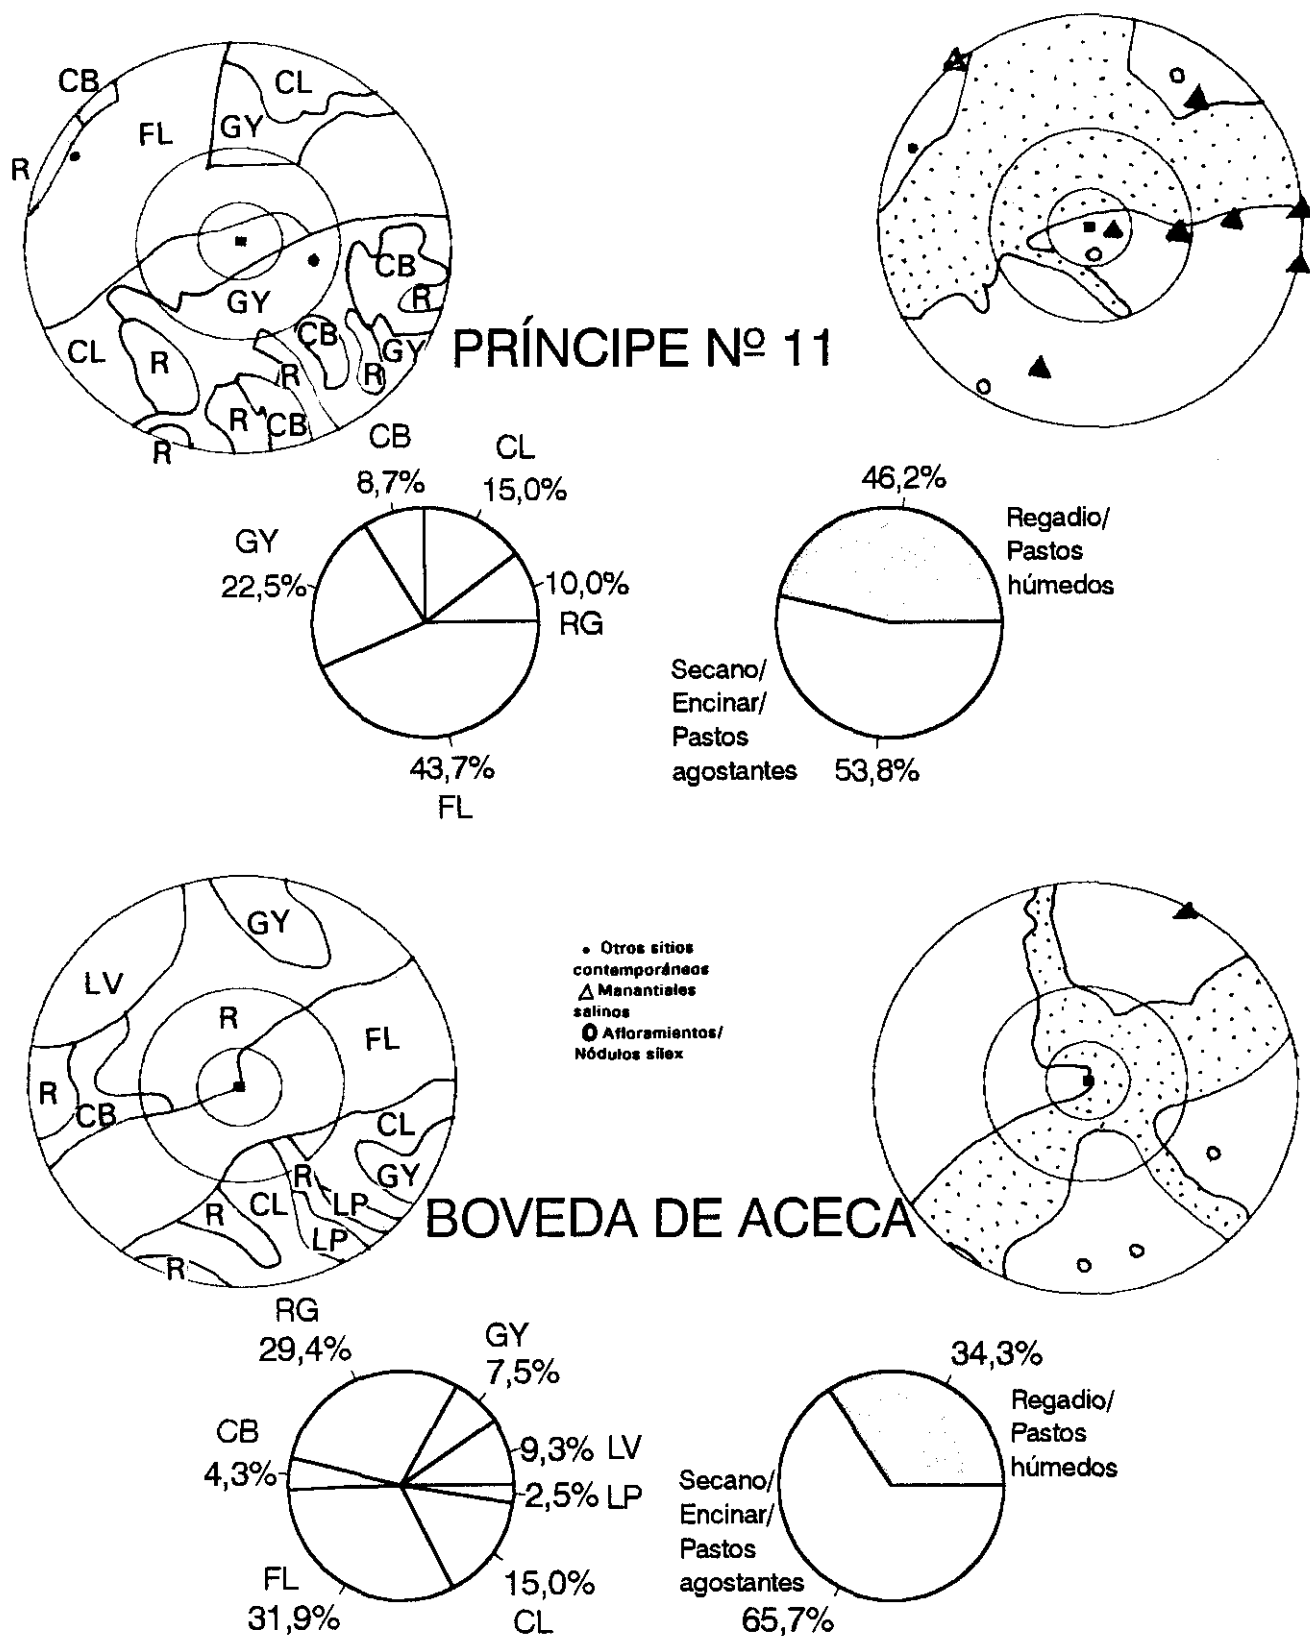 CB
CL
FL
GY
R
GY
CB
R
CL
R
CB
GY
R
R
R
CB
R
PRÍNCIPE Nº 11
CB
8,7%
CL
15,0%
GY
22,5%
10,0%
RG
43,7%
FL
46,2%
Regadio/
Pastos
húmedos
Secano/
Encinar/
Pastos
agostantes
53,8%
GY
LV
R
FL
R
CB
CL
GY
R
LP
CL
R
LP
R
• Otros sitios
contemporáneos
△ Manantiales
salinos
O Afloramientos/
Nódulos sílex
BOVEDA DE ACECA
RG
29,4%
GY
7,5%
CB
4,3%
9,3% LV
2,5% LP
FL
31,9%
15,0%
CL
34,3%
Regadio/
Pastos
húmedos
Secano/
Encinar/
Pastos
agostantes
65,7%